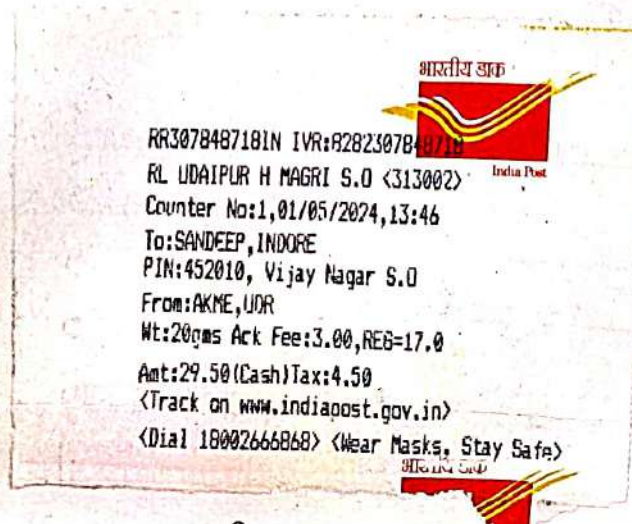 भारतीय डाक
India Post
RR307848718IN IVR:8282307848718
RL UDAIPUR H MAGRI S.O <313002>
Counter No:1,01/05/2024,13:46
To:SANDEEP,INDORE
PIN:452010, Vijay Nagar S.O
From:AKME,UDR
Wt:20gms Ack Fee:3.00,REG=17.0
Amt:29.50(Cash)Tax:4.50
<Track on www.indiapost.gov.in>
<Dial 18002666868> <Wear Masks, Stay Safe>
भारतीय डाक